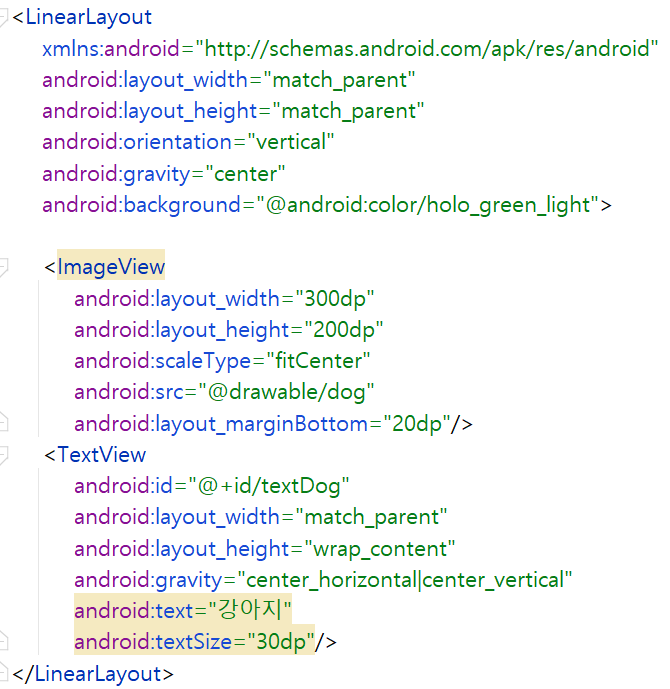 <LinearLayout
xmlns:android="http://schemas.android.com/apk/res/android"
android:layout_width="match_parent"
android:layout_height="match_parent"
android:orientation="vertical"
android:gravity="center"
android:background="@android:color/holo_green_light">
<ImageView
android:layout_width="300dp"
android:layout_height="200dp"
android:scaleType="fitCenter"
android:src="@drawable/dog"
android:layout_marginBottom="20dp"/>
<TextView
android:id="@+id/textDog"
android:layout_width="match_parent"
android:layout_height="wrap_content"
android:gravity="center_horizontal|center_vertical"
android:text="강아지"
android:textSize="30dp"/>
</LinearLayout>